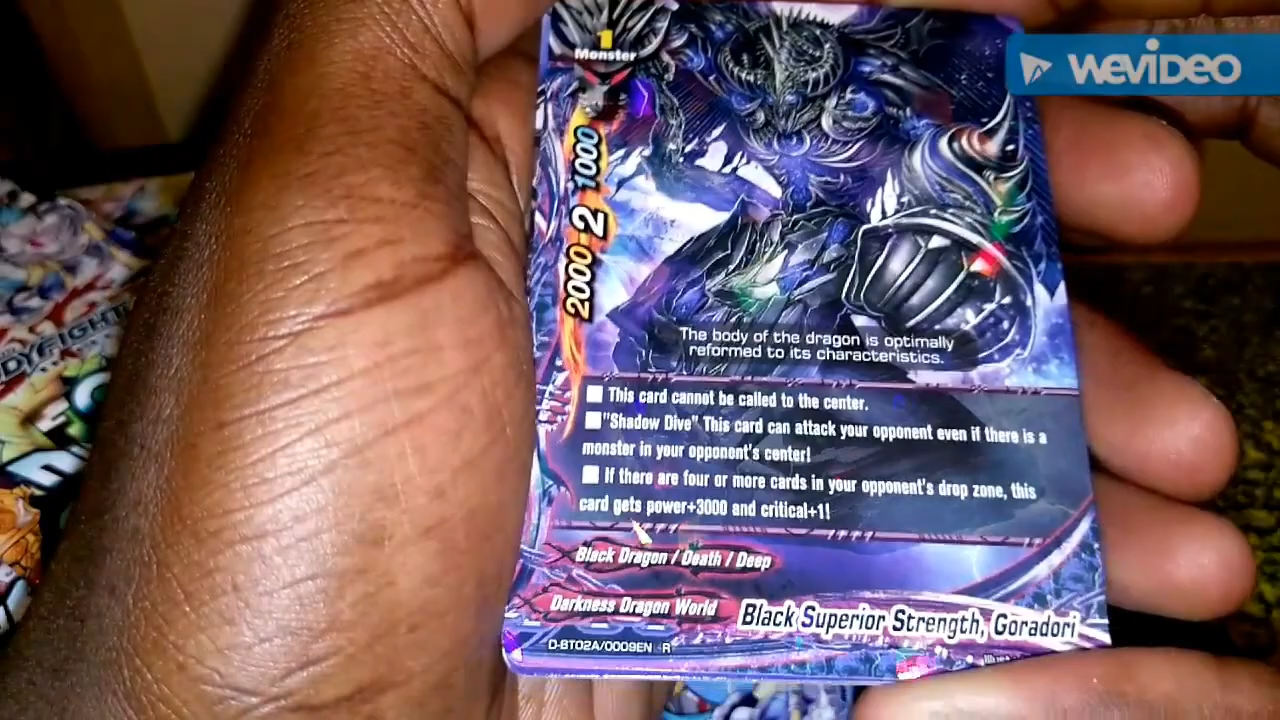 1
Monster
WEVIDEO
2000 2 1000
The body of the dragon is optimally
reformed to its characteristics.
■ This card cannot be called to the center.
■"Shadow Dive" This card can attack your opponent even if there is a
monster in your opponent's center!
■ If there are four or more cards in your opponent's drop zone, this
card gets power+3000 and critical+1!
Black Dragon / Death / Deep
Darkness Dragon World
Black Superior Strength, Goradori
D-BT02A/0009EN R